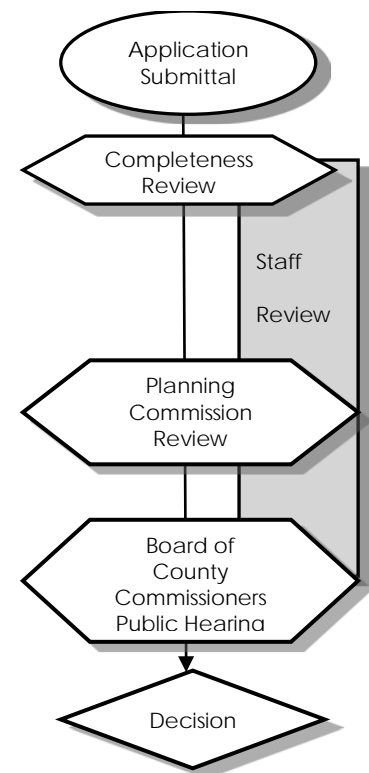 Application
Submittal
Completeness
Review
Staff
Review
Planning
Commission
Review
Board of
County
Commissioners
Public Hearing
Decision